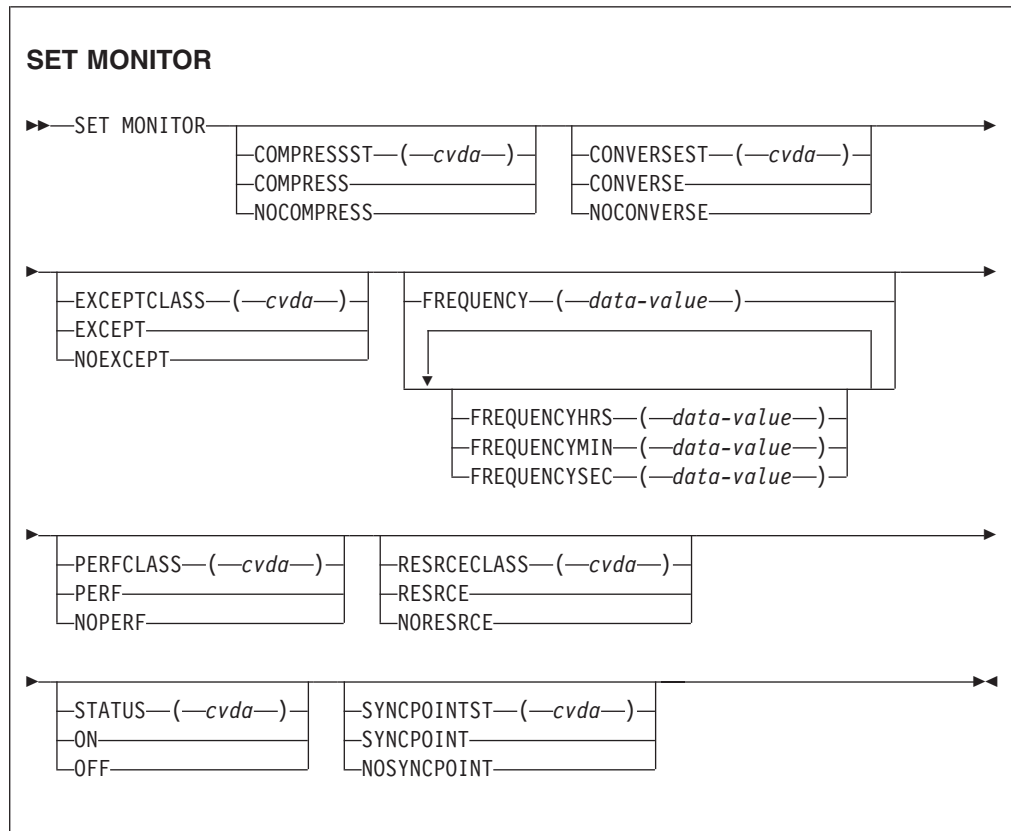 SET MONITOR
SET MONITOR
COMPRESSST ( cvda ) CONVERSEST ( cvda )
COMPRESS CONVERSE
NOCOMPRESS NOCONVERSE
EXCEPTCLASS ( cvda ) FREQUENCY ( data-value )
EXCEPT
NOEXCEPT
FREQUENCYHRS ( data-value )
FREQUENCYMIN ( data-value )
FREQUENCYSEC ( data-value )
PERFCLASS ( cvda ) RESRCECLASS ( cvda )
PERF RESRCE
NOPERF NORESRCE
STATUS ( cvda ) SYNCPOINTST ( cvda )
ON SYNCPOINT
OFF NOSYNCPOINT